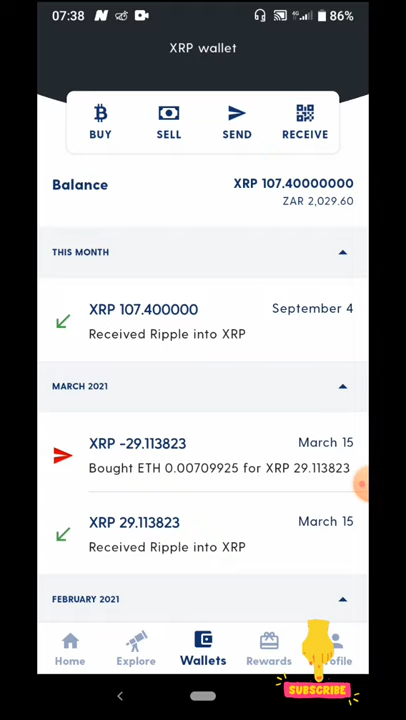 07:38 N 4G 86%
XRP wallet
BUY SELL SEND RECEIVE
Balance XRP 107.40000000
ZAR 2,029.60
THIS MONTH
XRP 107.400000 September 4
Received Ripple into XRP
MARCH 2021
XRP -29.113823 March 15
Bought ETH 0.00709925 for XRP 29.113823
XRP 29.113823 March 15
Received Ripple into XRP
FEBRUARY 2021
Home Explore Wallets Rewards rofile
SUBSCRIBE